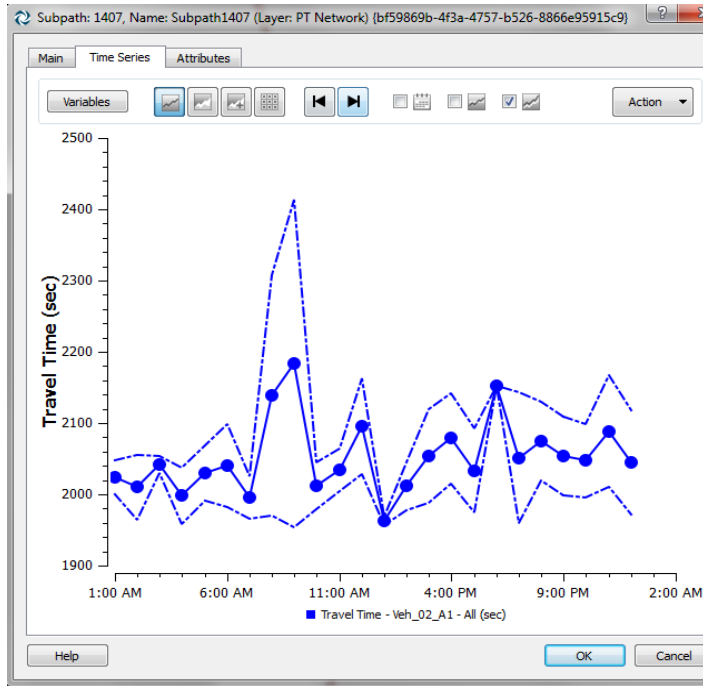 Subpath: 1407, Name: Subpath1407 (Layer: PT Network) {bf59869b-4f3a-4757-b526-8866e95915c9}
Main Time Series Attributes
Variables Action
2500
2400
2300
2200
2100
2000
1900
Travel Time (sec)
1:00 AM 6:00 AM 11:00 AM 4:00 PM 9:00 PM 2:00 AM
Travel Time - Veh_02_A1 - All (sec)
Help OK Cancel